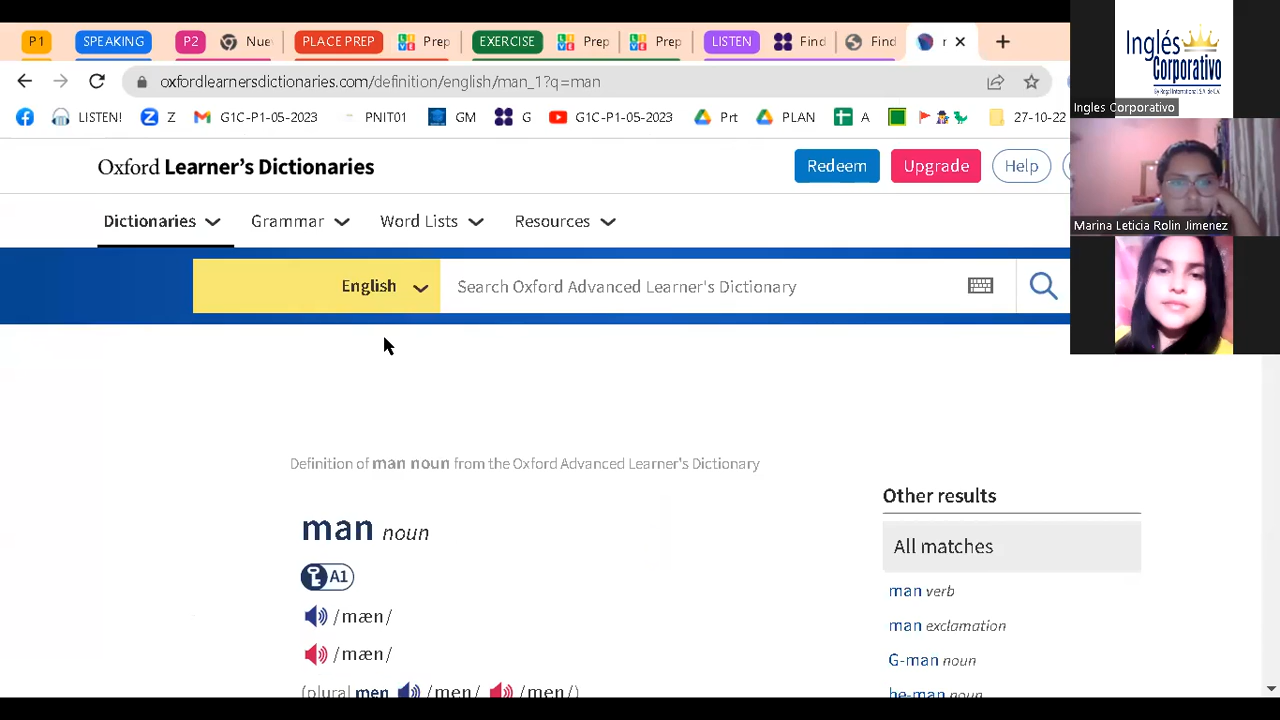 P1 SPEAKING P2 Nue PLACE PREP Prep EXERCISE Prep Prep LISTEN Find Find
oxfordlearnersdictionaries.com/definition/english/man_1?q=man
LISTEN! Z G1C-P1-05-2023 PNIT01 GM G G1C-P1-05-2023 Prt PLAN A 27-10-22
Oxford Learner's Dictionaries Redeem Upgrade Help
Dictionaries Grammar Word Lists Resources
English Search Oxford Advanced Learner's Dictionary
Definition of man noun from the Oxford Advanced Learner's Dictionary
man noun
A1
/mæn/
/mæn/
(plural men /men/ /men/)
Other results
All matches
man verb
man exclamation
G-man noun
he-man noun
Inglés
Corporativo
Ingles Corporativo
Marina Leticia Rolin Jimenez